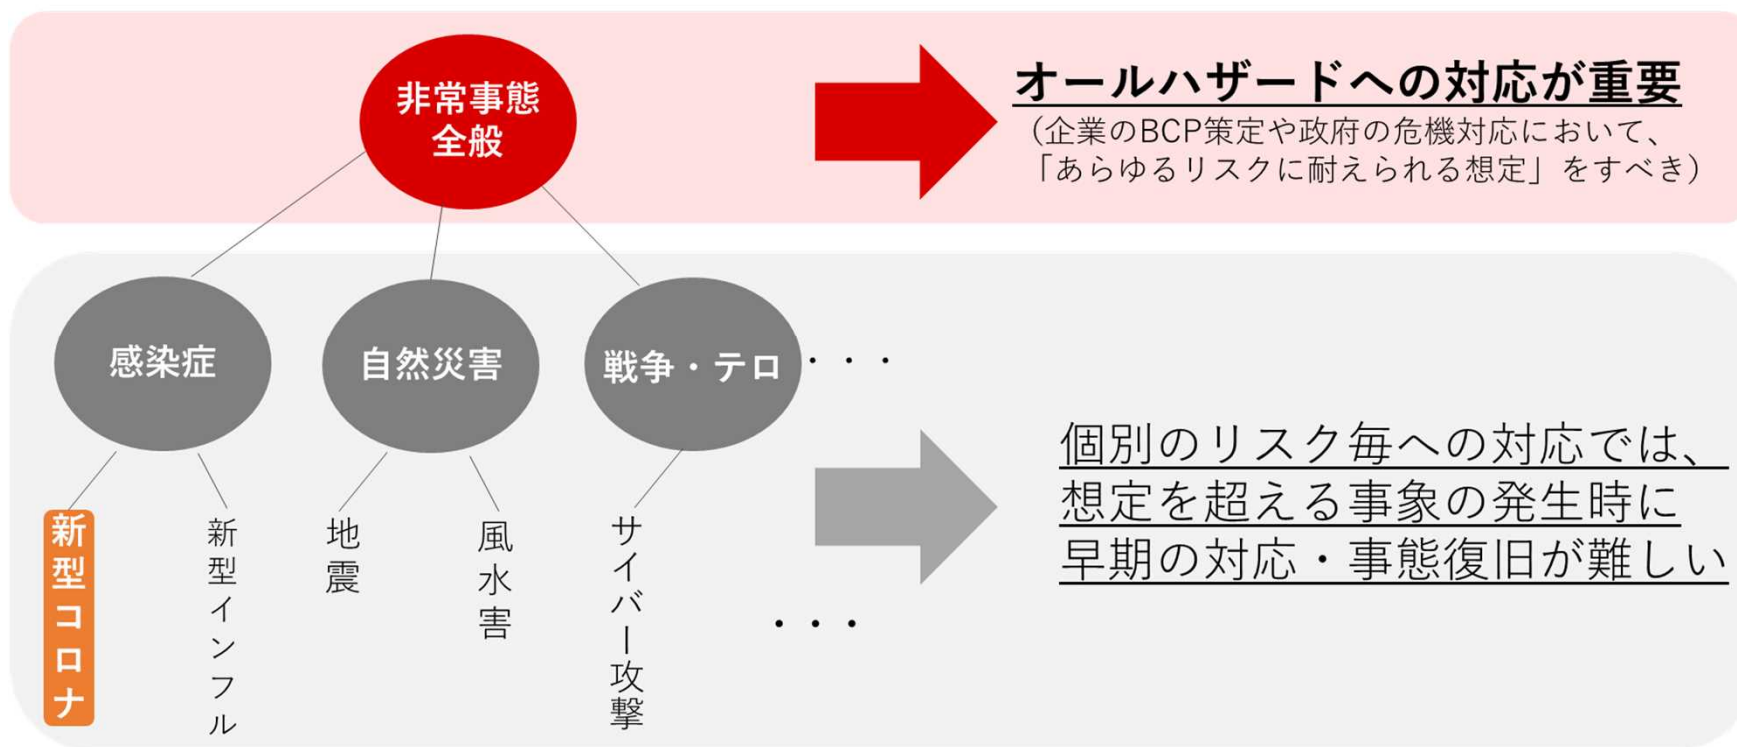 非常事態
全般
オールハザードへの対応が重要
（企業のBCP策定や政府の危機対応において、
「あらゆるリスクに耐えられる想定」をすべき）
感染症
自然災害
戦争・テロ
・・・
新型コロナ
新型インフル
地震
風水害
サイバー攻撃
・・・
個別のリスク毎への対応では、
想定を超える事象の発生時に
早期の対応・事態復旧が難しい